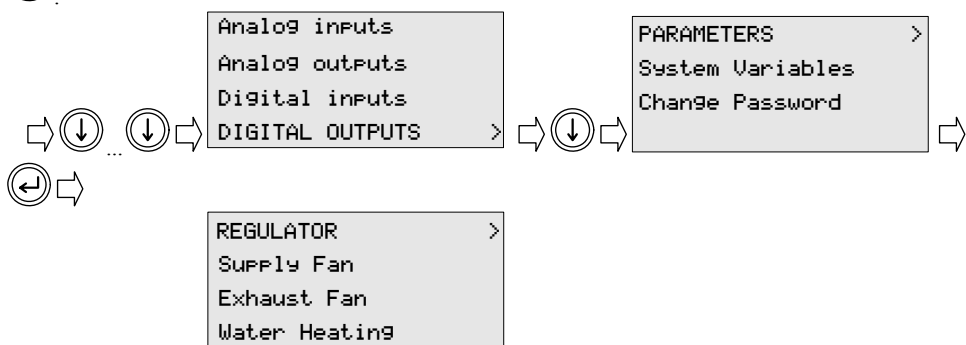 Analog inputs
Analog outputs
Digital inputs
DIGITAL OUTPUTS >
PARAMETERS >
System Variables
Change Password
...
REGULATOR >
Supply Fan
Exhaust Fan
Water Heating